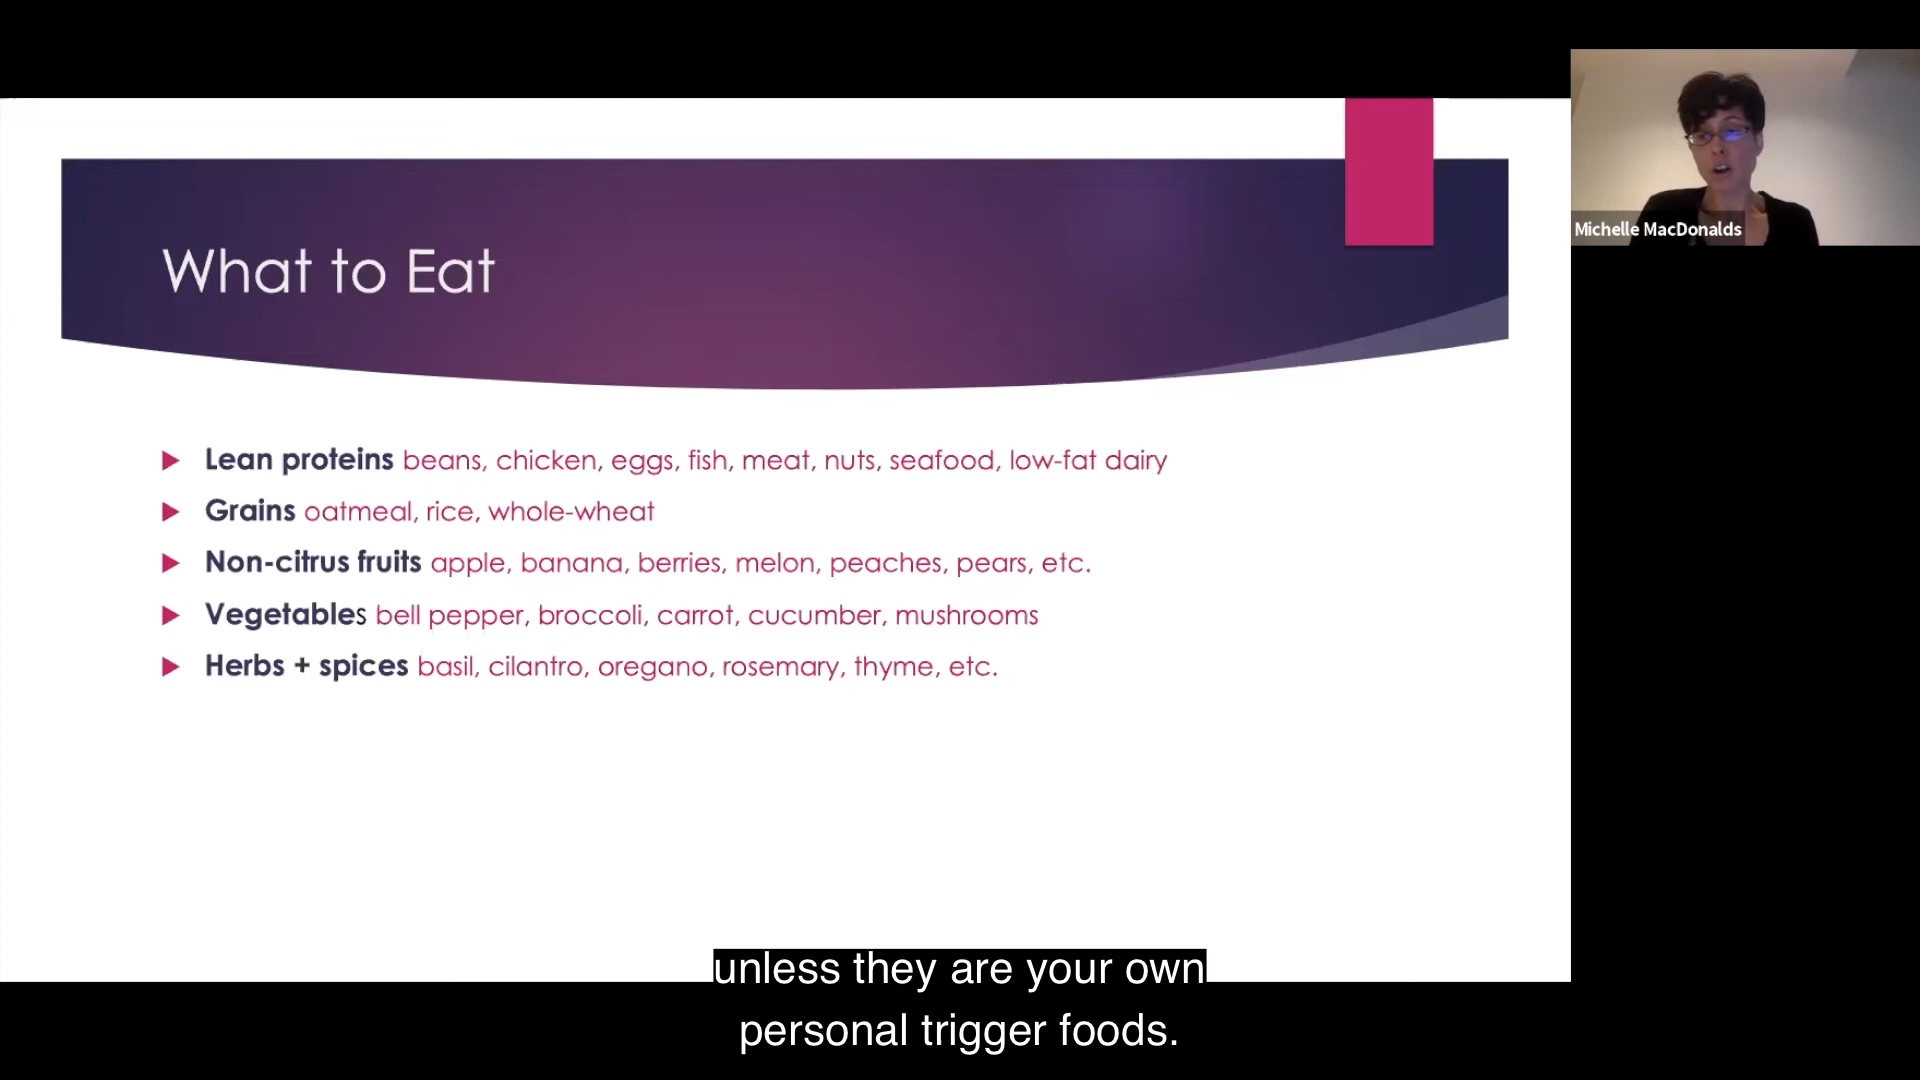 What to Eat
Lean proteins beans, chicken, eggs, fish, meat, nuts, seafood, low-fat dairy
Grains oatmeal, rice, whole-wheat
Non-citrus fruits apple, banana, berries, melon, peaches, pears, etc.
Vegetables bell pepper, broccoli, carrot, cucumber, mushrooms
Herbs + spices basil, cilantro, oregano, rosemary, thyme, etc.
Michelle MacDonalds
unless they are your own
personal trigger foods.